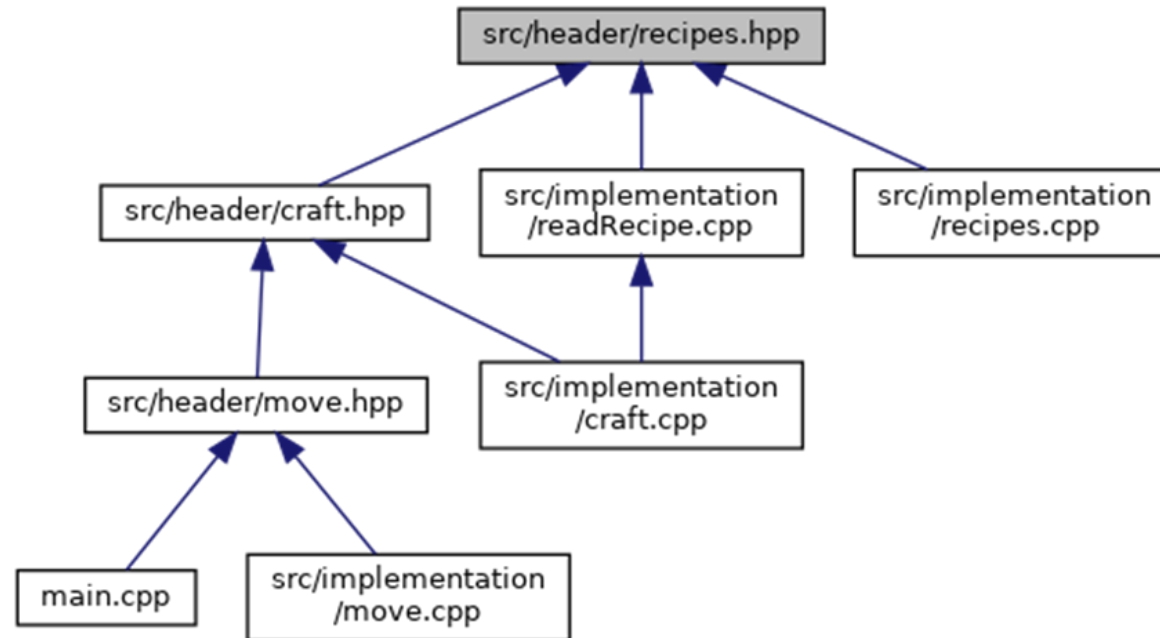 src/header/recipes.hpp
src/header/craft.hpp
src/implementation
/readRecipe.cpp
src/implementation
/recipes.cpp
src/header/move.hpp
src/implementation
/craft.cpp
main.cpp
src/implementation
/move.cpp